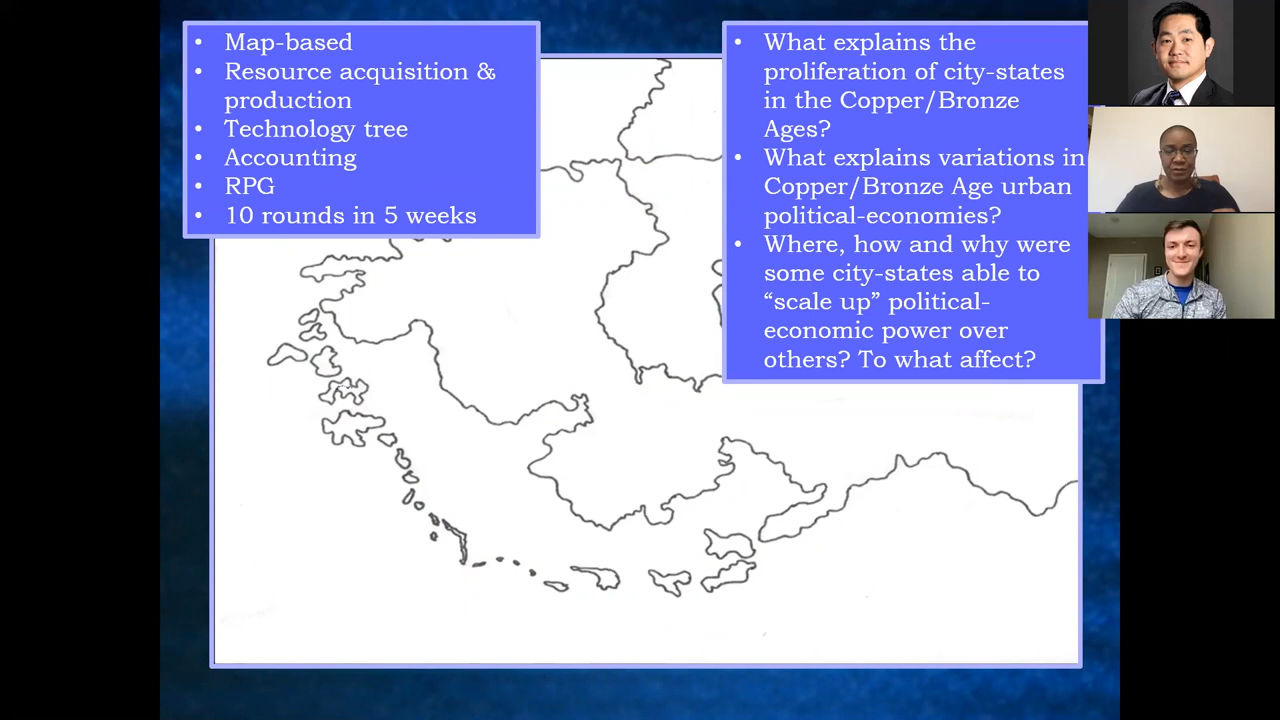 • Map-based
• Resource acquisition &
production
• Technology tree
• Accounting
• RPG
• 10 rounds in 5 weeks
• What explains the
proliferation of city-states
in the Copper/Bronze
Ages?
• What explains variations in
Copper/Bronze Age urban
political-economies?
• Where, how and why were
some city-states able to
“scale up” political-
economic power over
others? To what affect?